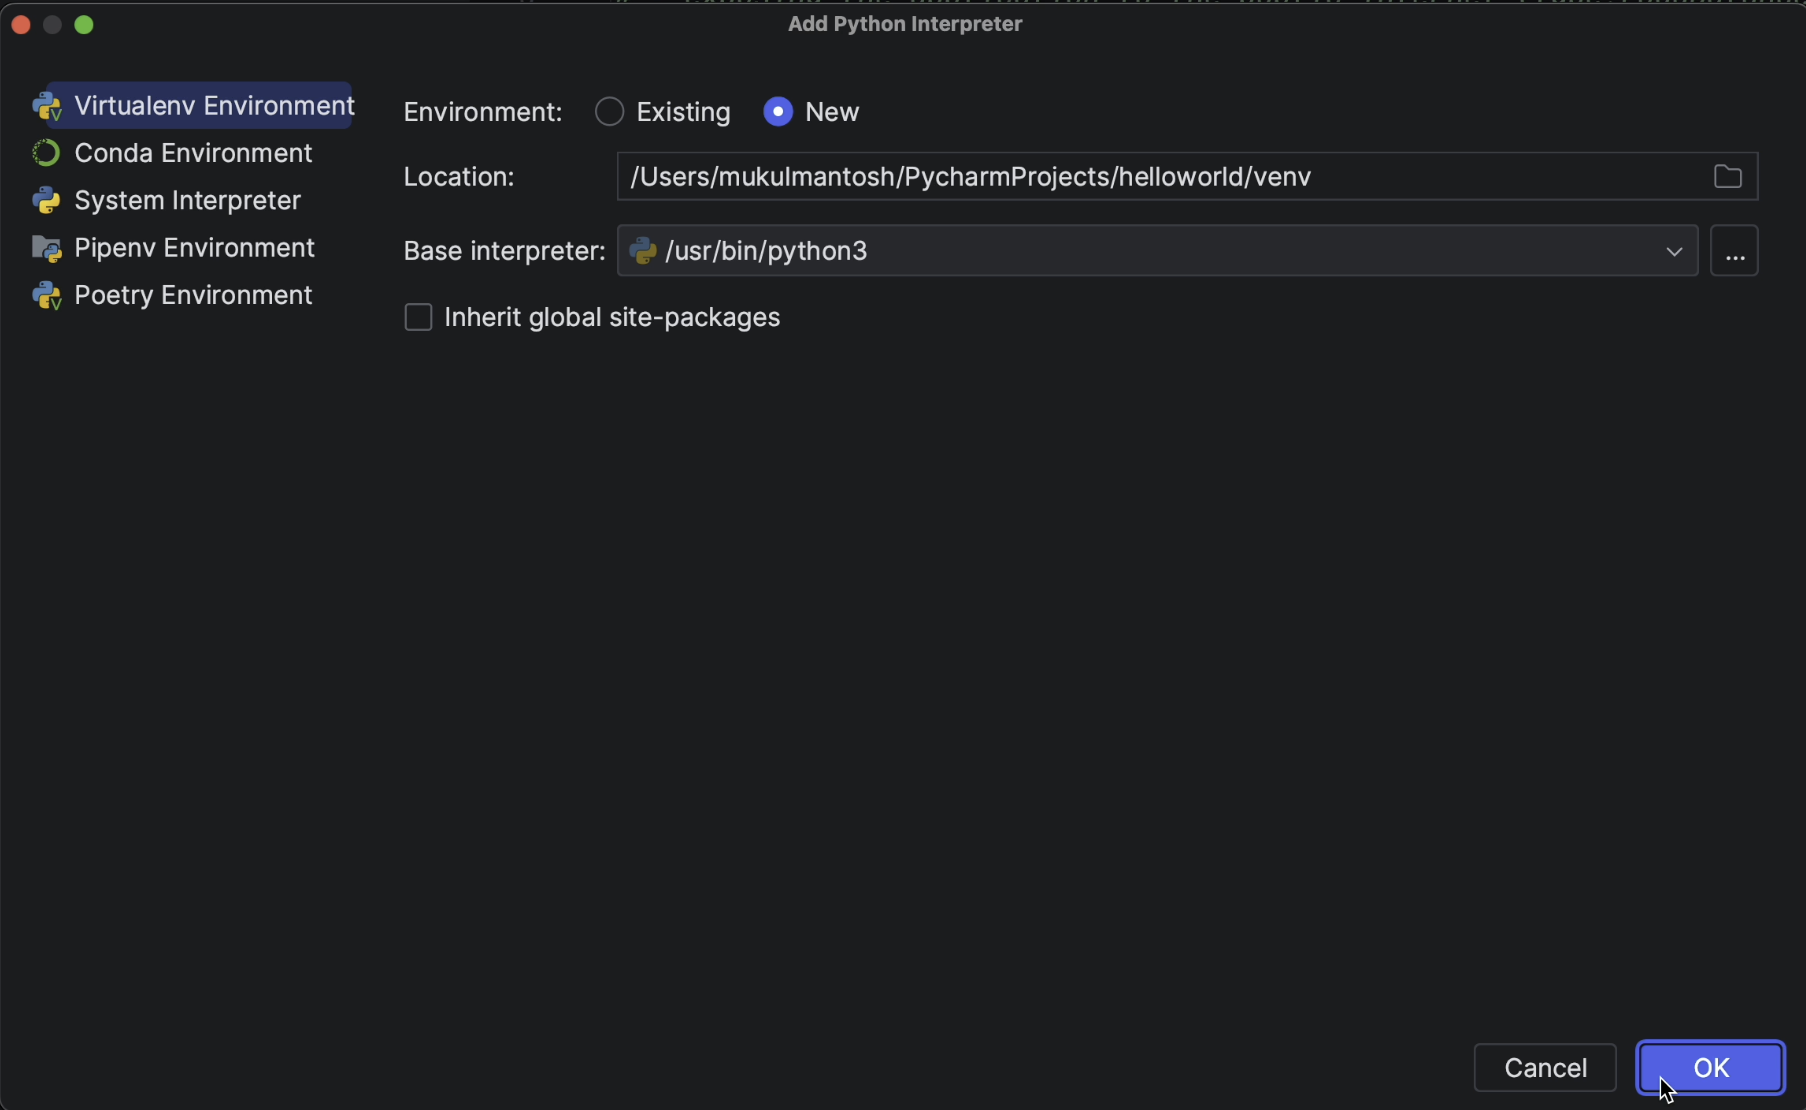 Add Python Interpreter
Virtualenv Environment
Conda Environment
System Interpreter
Pipenv Environment
Poetry Environment
Environment: Existing New
Location: /Users/mukulmantosh/PycharmProjects/helloworld/venv
Base interpreter: /usr/bin/python3 ...
Inherit global site-packages
Cancel OK